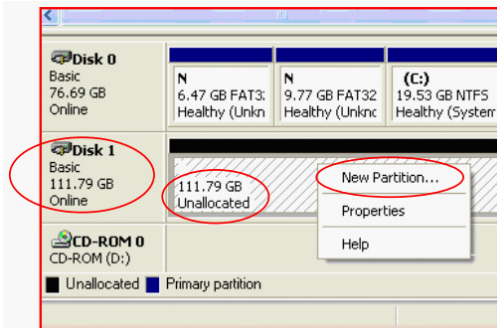 Disk 0
Basic
76.69 GB
Online
N
6.47 GB FAT3
Healthy (Unkn
N
9.77 GB FAT32
Healthy (Unknc
(C:)
19.53 GB NTFS
Healthy (System
Disk 1
Basic
111.79 GB
Online
111.79 GB
Unallocated
New Partition...
Properties
Help
CD-ROM 0
CD-ROM (D:)
Unallocated Primary partition